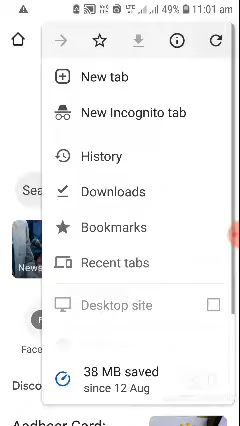 49% 11:01 am
New tab
New Incognito tab
History
Downloads
Bookmarks
Recent tabs
Desktop site
38 MB saved
since 12 Aug
Sea
News
Face
Disco
Aadhaar Card: